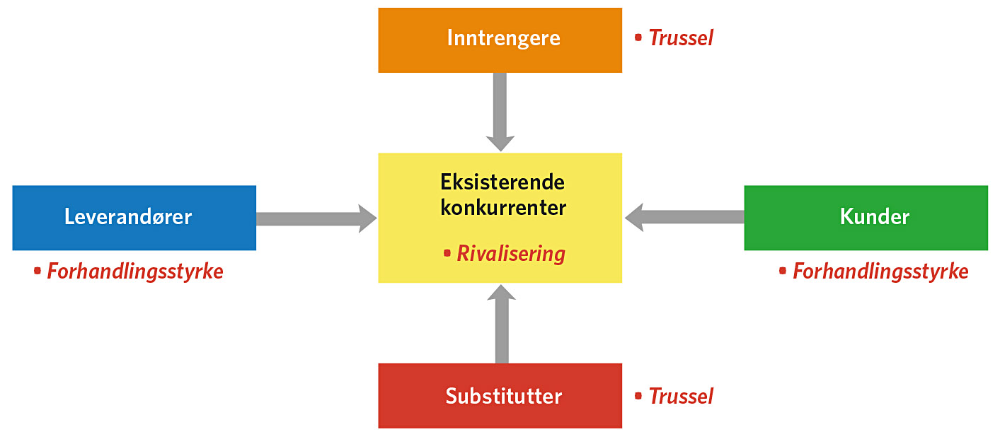 Inntrengere
• Trussel
Eksisterende
konkurrenter
• Rivalisering
Leverandører
• Forhandlingsstyrke
Kunder
• Forhandlingsstyrke
Substitutter
• Trussel